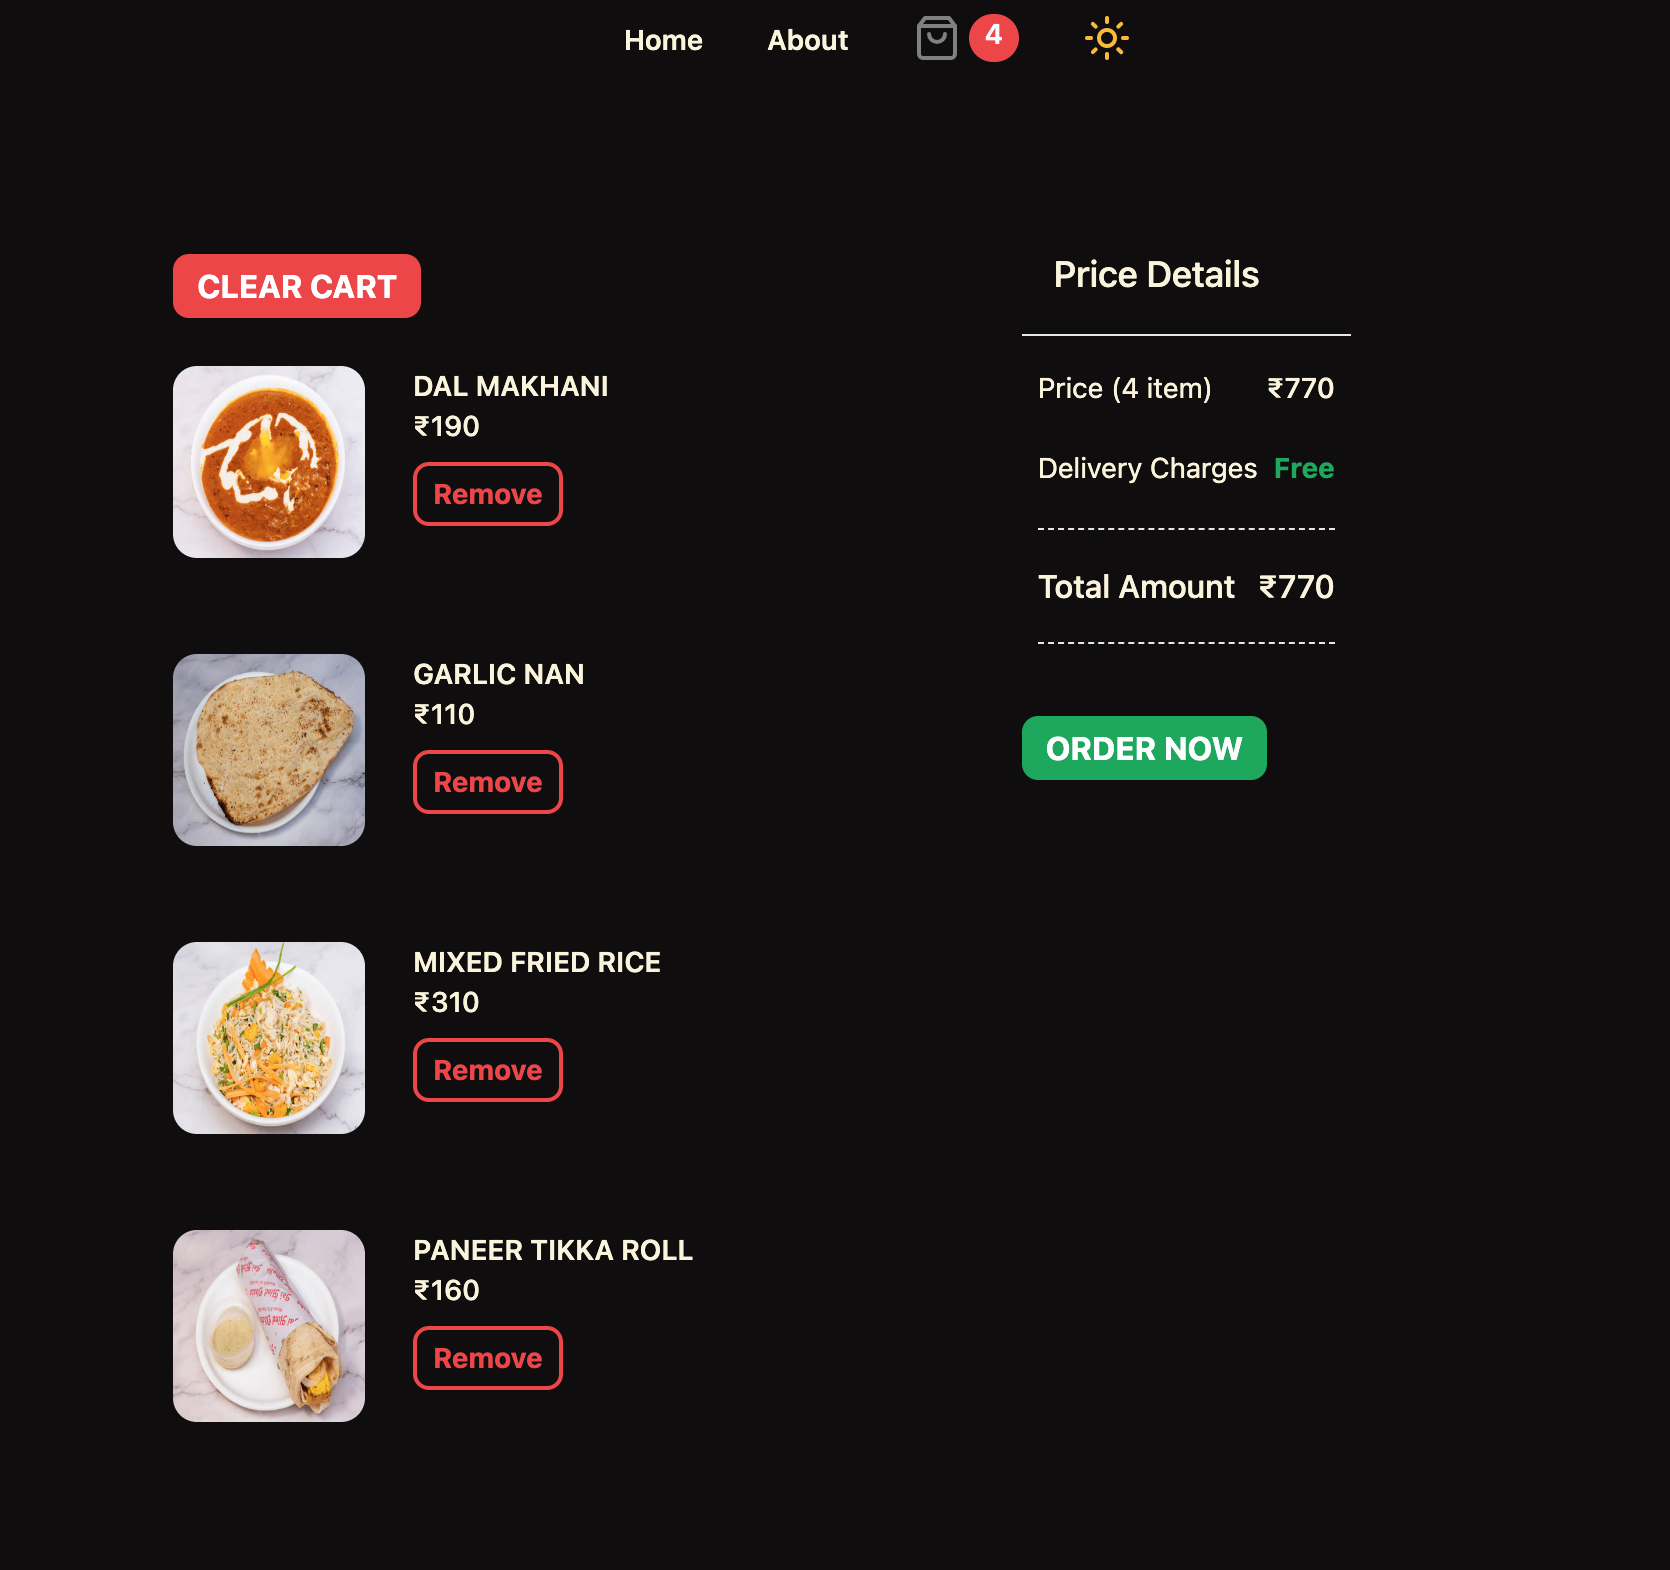 Home
About
4
CLEAR CART
DAL MAKHANI
₹190
Remove
GARLIC NAN
₹110
Remove
MIXED FRIED RICE
₹310
Remove
PANEER TIKKA ROLL
₹160
Remove
Price Details
Price (4 item) ₹770
Delivery Charges Free
Total Amount ₹770
ORDER NOW